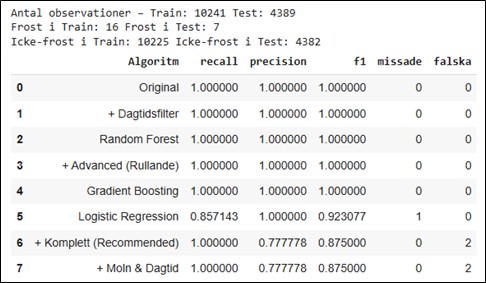 Antal observationer – Train: 10241 Test: 4389
Frost i Train: 16 Frost i Test: 7
Icke-frost i Train: 10225 Icke-frost i Test: 4382
Algoritm recall precision f1 missade falska
0 Original 1.000000 1.000000 1.000000 0 0
1 + Dagtidsfilter 1.000000 1.000000 1.000000 0 0
2 Random Forest 1.000000 1.000000 1.000000 0 0
3 + Advanced (Rullande) 1.000000 1.000000 1.000000 0 0
4 Gradient Boosting 1.000000 1.000000 1.000000 0 0
5 Logistic Regression 0.857143 1.000000 0.923077 1 0
6 + Komplett (Recommended) 1.000000 0.777778 0.875000 0 2
7 + Moln & Dagtid 1.000000 0.777778 0.875000 0 2